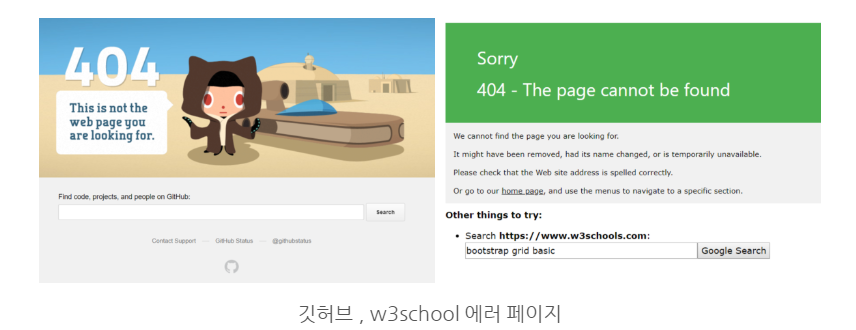 404
This is not the
web page you
are looking for.
Find code, projects, and people on GitHub:
Search
Contact Support — GitHub Status — @githubstatus
Sorry
404 - The page cannot be found
We cannot find the page you are looking for.
It might have been removed, had its name changed, or is temporarily unavailable.
Please check that the Web site address is spelled correctly.
Or go to our home page, and use the menus to navigate to a specific section.
Other things to try:
• Search https://www.w3schools.com:
bootstrap grid basic Google Search
깃허브 , w3school 에러 페이지